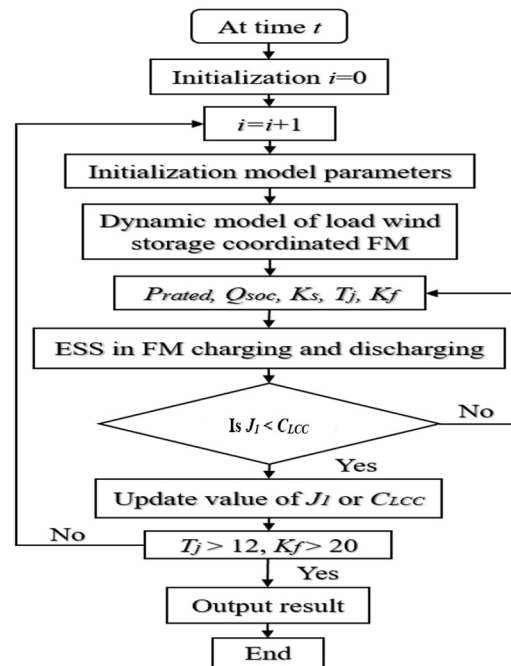 At time t
Initialization i=0
i=i+1
Initialization model parameters
Dynamic model of load wind
storage coordinated FM
Prated, Qsoc, Ks, Tj, Kf
ESS in FM charging and discharging
Is J1 < CLCC
No
Yes
Update value of J1 or CLCC
No
Tj > 12, Kf > 20
Yes
Output result
End